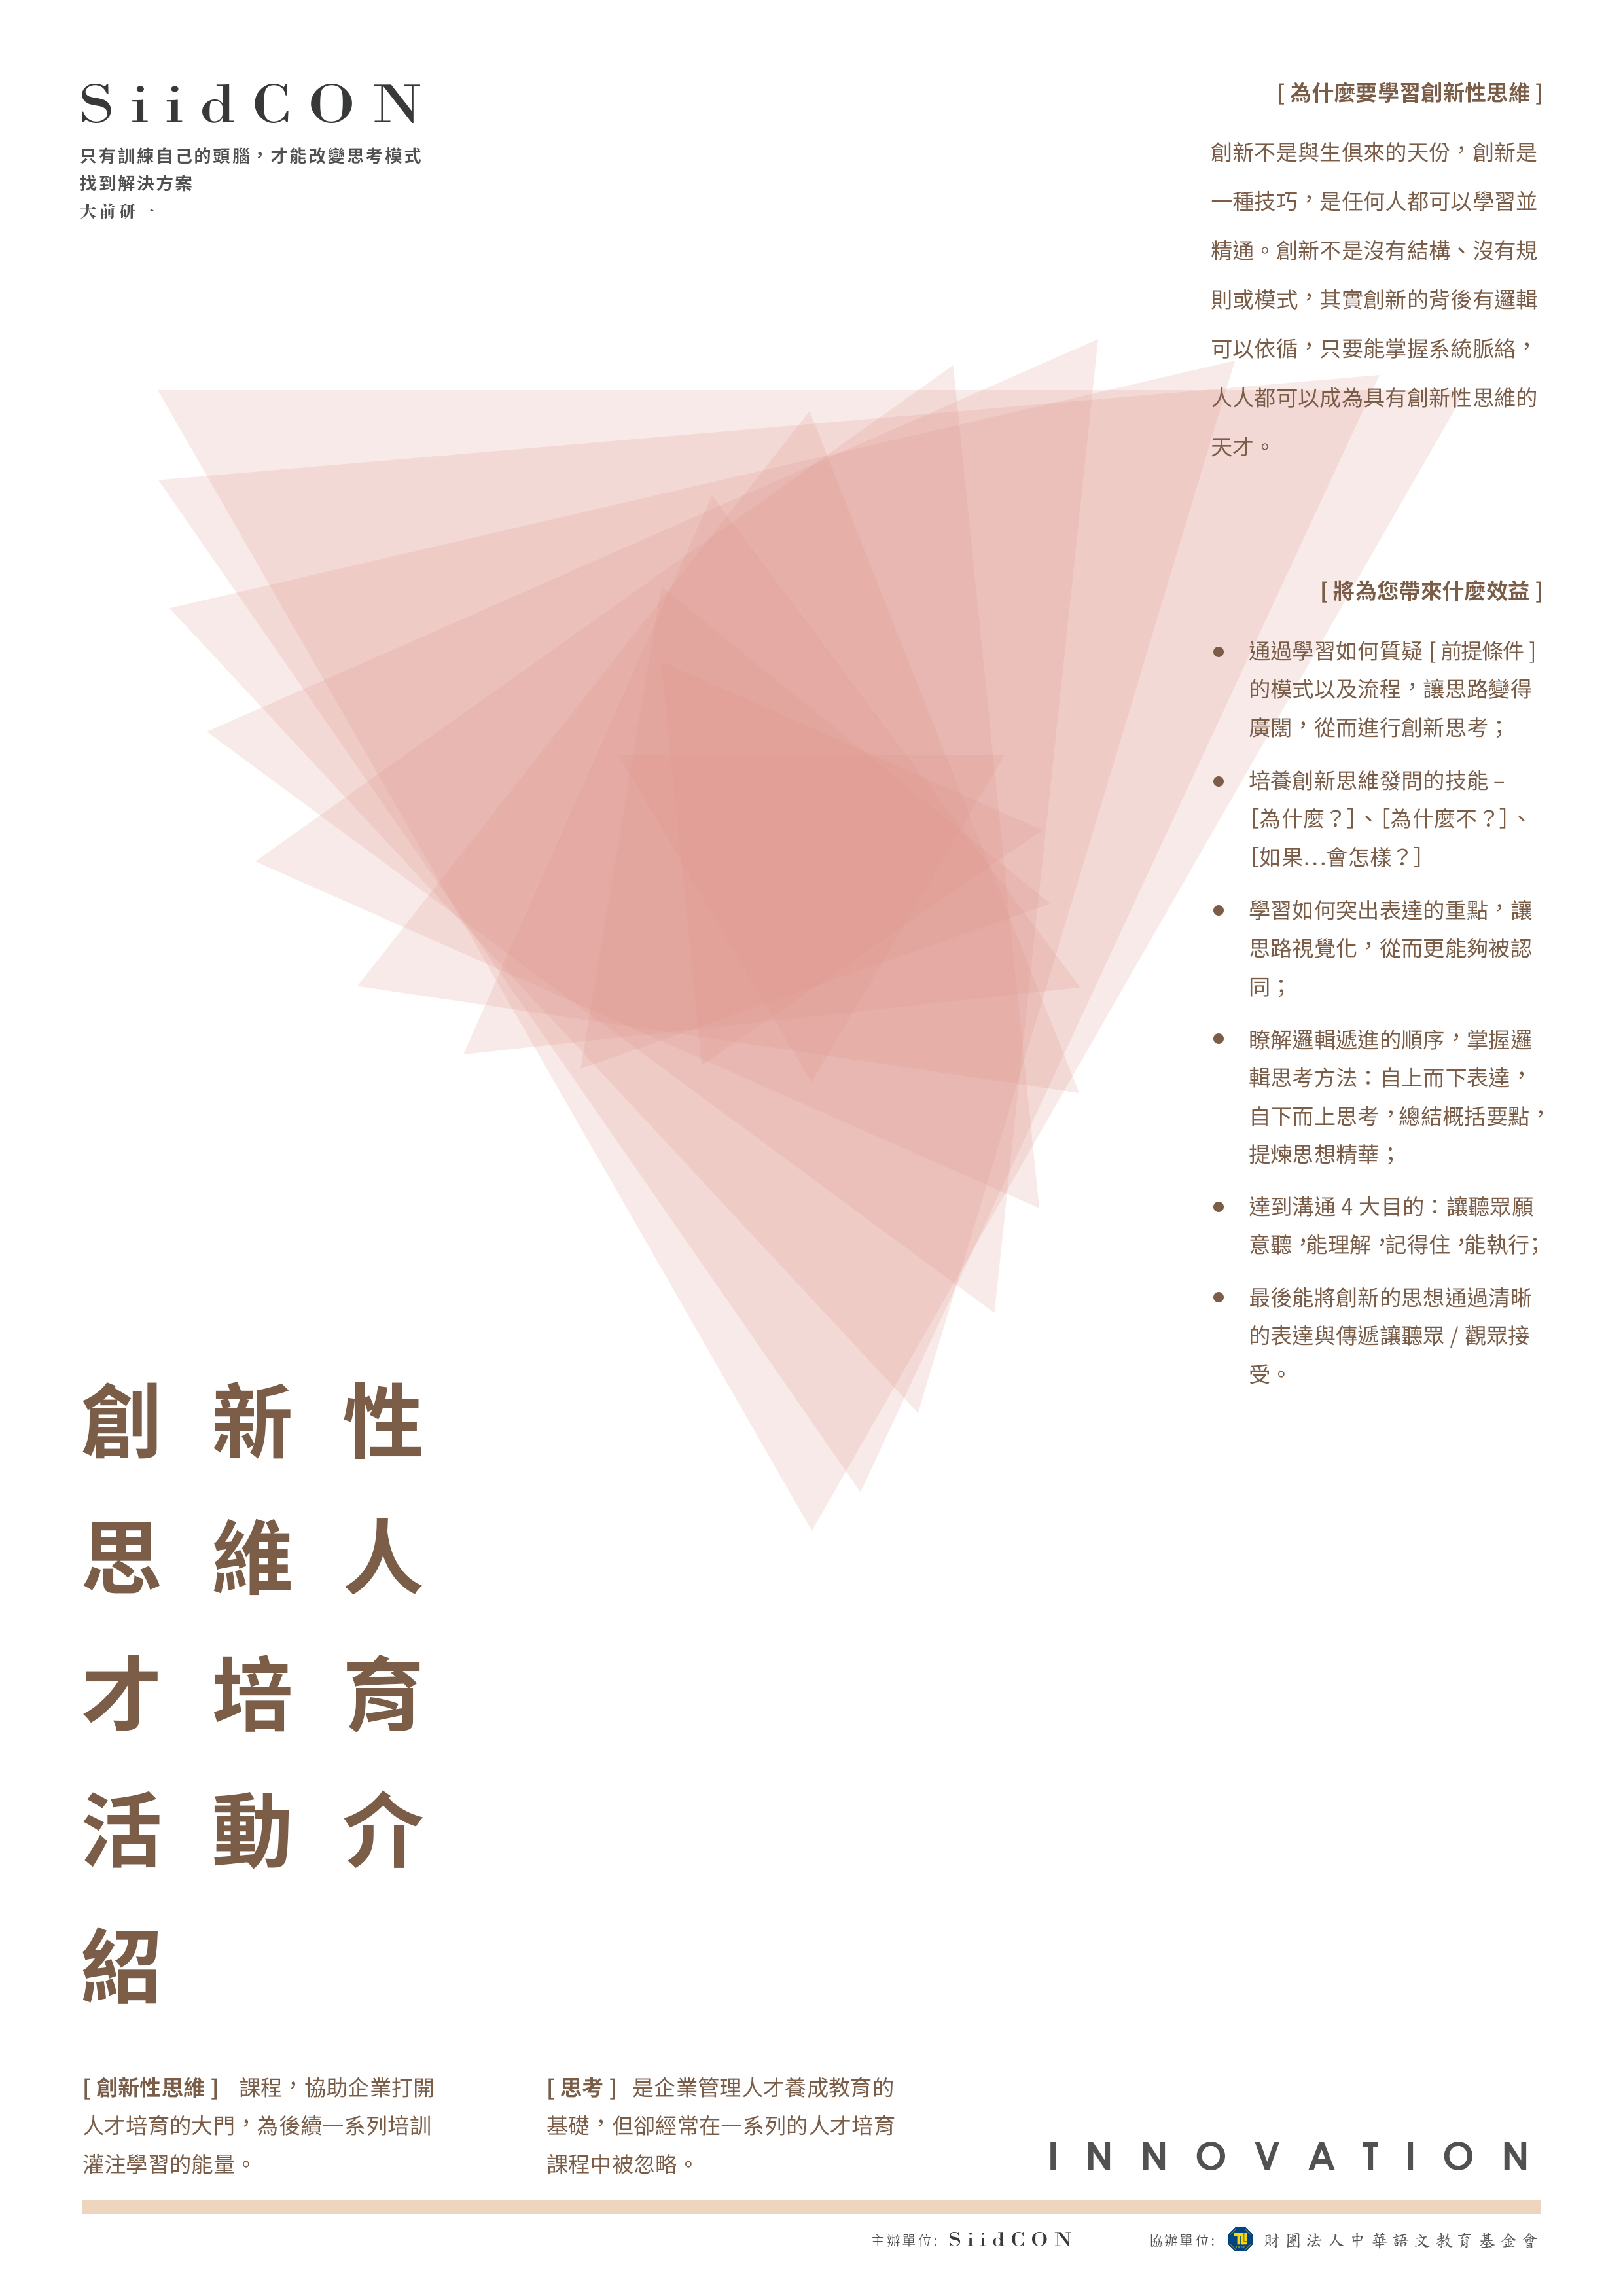 SiidCON
只有訓練自己的頭腦，才能改變思考模式
找到解決方案
大前研一
[ 為什麼要學習創新性思維 ]
創新不是與生俱來的天份，創新是
一種技巧，是任何人都可以學習並
精通。創新不是沒有結構、沒有規
則或模式，其實創新的背後有邏輯
可以依循，只要能掌握系統脈絡，
人人都可以成為具有創新性思維的
天才。
[ 將為您帶來什麼效益 ]
● 通過學習如何質疑 [ 前提條件 ]
的模式以及流程，讓思路變得
廣闊，從而進行創新思考；
● 培養創新思維發問的技能 –
[為什麼？]、[為什麼不？]、
[如果…會怎樣？]
● 學習如何突出表達的重點，讓
思路視覺化，從而更能夠被認
同；
● 瞭解邏輯遞進的順序，掌握邏
輯思考方法：自上而下表達，
自下而上思考，總結概括要點，
提煉思想精華；
● 達到溝通 4 大目的：讓聽眾願
意聽，能理解，記得住，能執行；
● 最後能將創新的思想通過清晰
的表達與傳遞讓聽眾 / 觀眾接
受。
創新性
思維人
才培育
活動介
紹
[ 創新性思維 ] 課程，協助企業打開
人才培育的大門，為後續一系列培訓
灌注學習的能量。
[ 思考 ] 是企業管理人才養成教育的
基礎，但卻經常在一系列的人才培育
課程中被忽略。
INNOVATION
主辦單位: SiidCON
協辦單位: 財團法人中華語文教育基金會